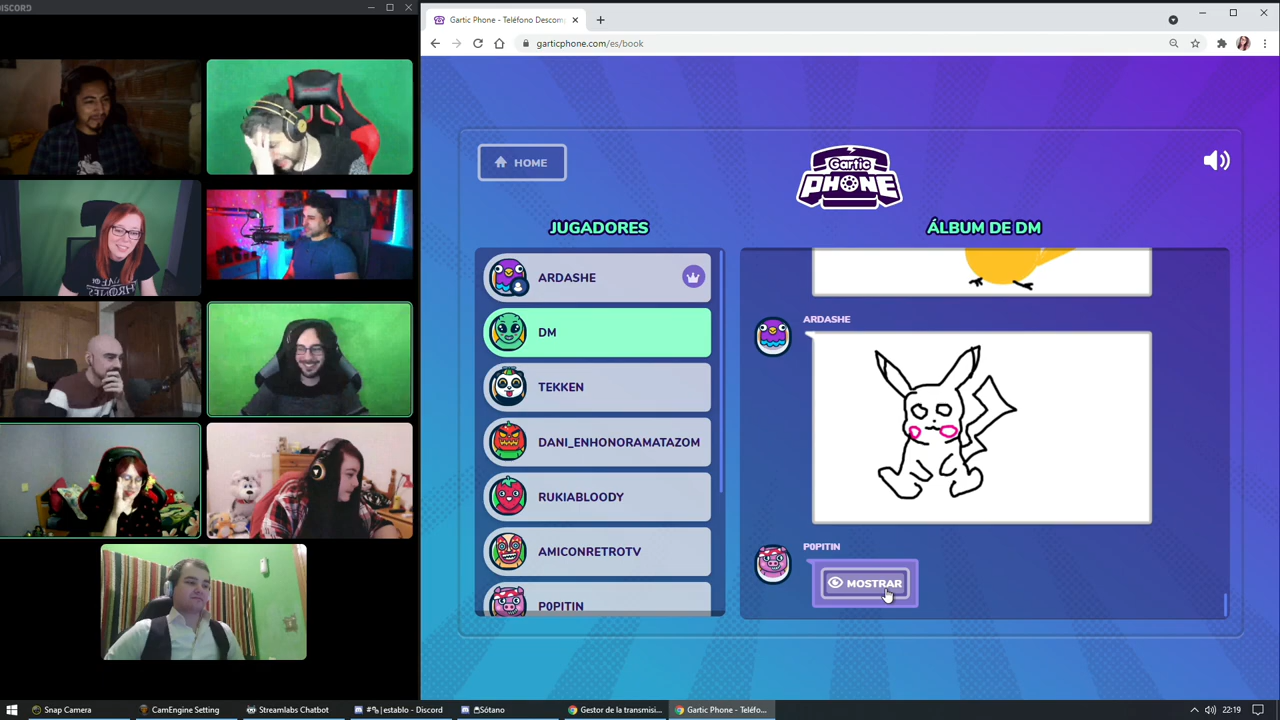 DISCORD
Gartic Phone - Teléfono Descom
garticphone.com/es/book
HOME
Gartic
PHONE
JUGADORES
ÁLBUM DE DM
ARDASHE
DM
TEKKEN
DANI_ENHONORAMATAZOM
RUKIABLOODY
AMICONRETROTV
P0PITIN
ARDASHE
P0PITIN
MOSTRAR
Snap Camera
CamEngine Setting
Streamlabs Chatbot
| establo - Discord
Sótano
Gestor de la transmisi...
Gartic Phone - Teléfo...
22:19